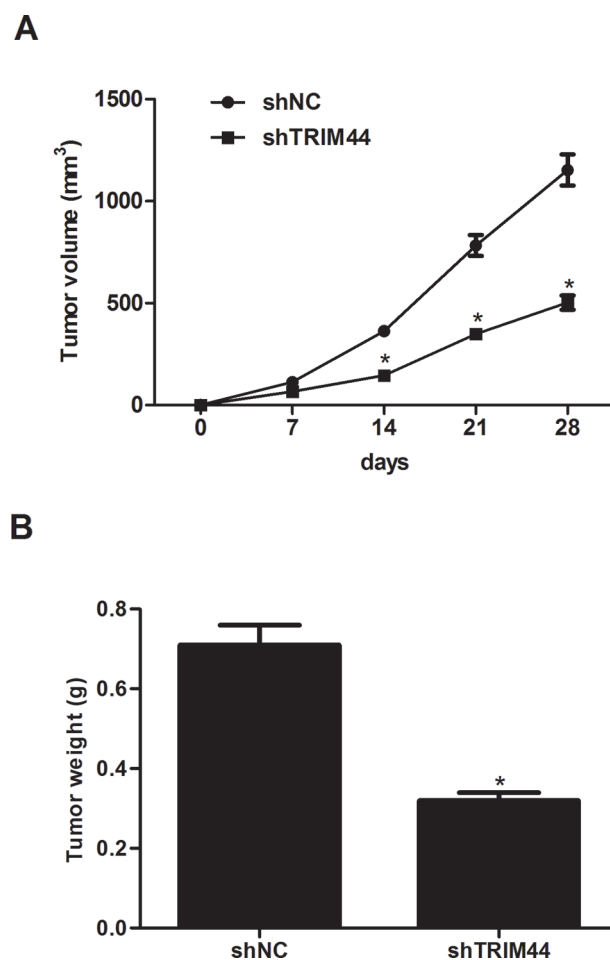 A
shNC
shTRIM44
Tumor volume (mm³)
1500
1000
500
0
*
*
*
0 7 14 21 28
days
B
Tumor weight (g)
0.8
0.6
0.4
0.2
0.0
*
shNC shTRIM44